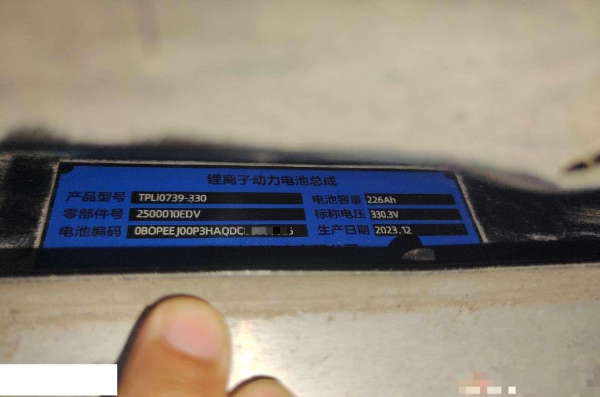 锂离子动力电池总成
产品型号 TPLi0739-330 电池容量 226Ah
零部件号 2500010EDV 标称电压 330.3V
电池编码 0BOPEEJ00P3HAQDC 生产日期 2023.12